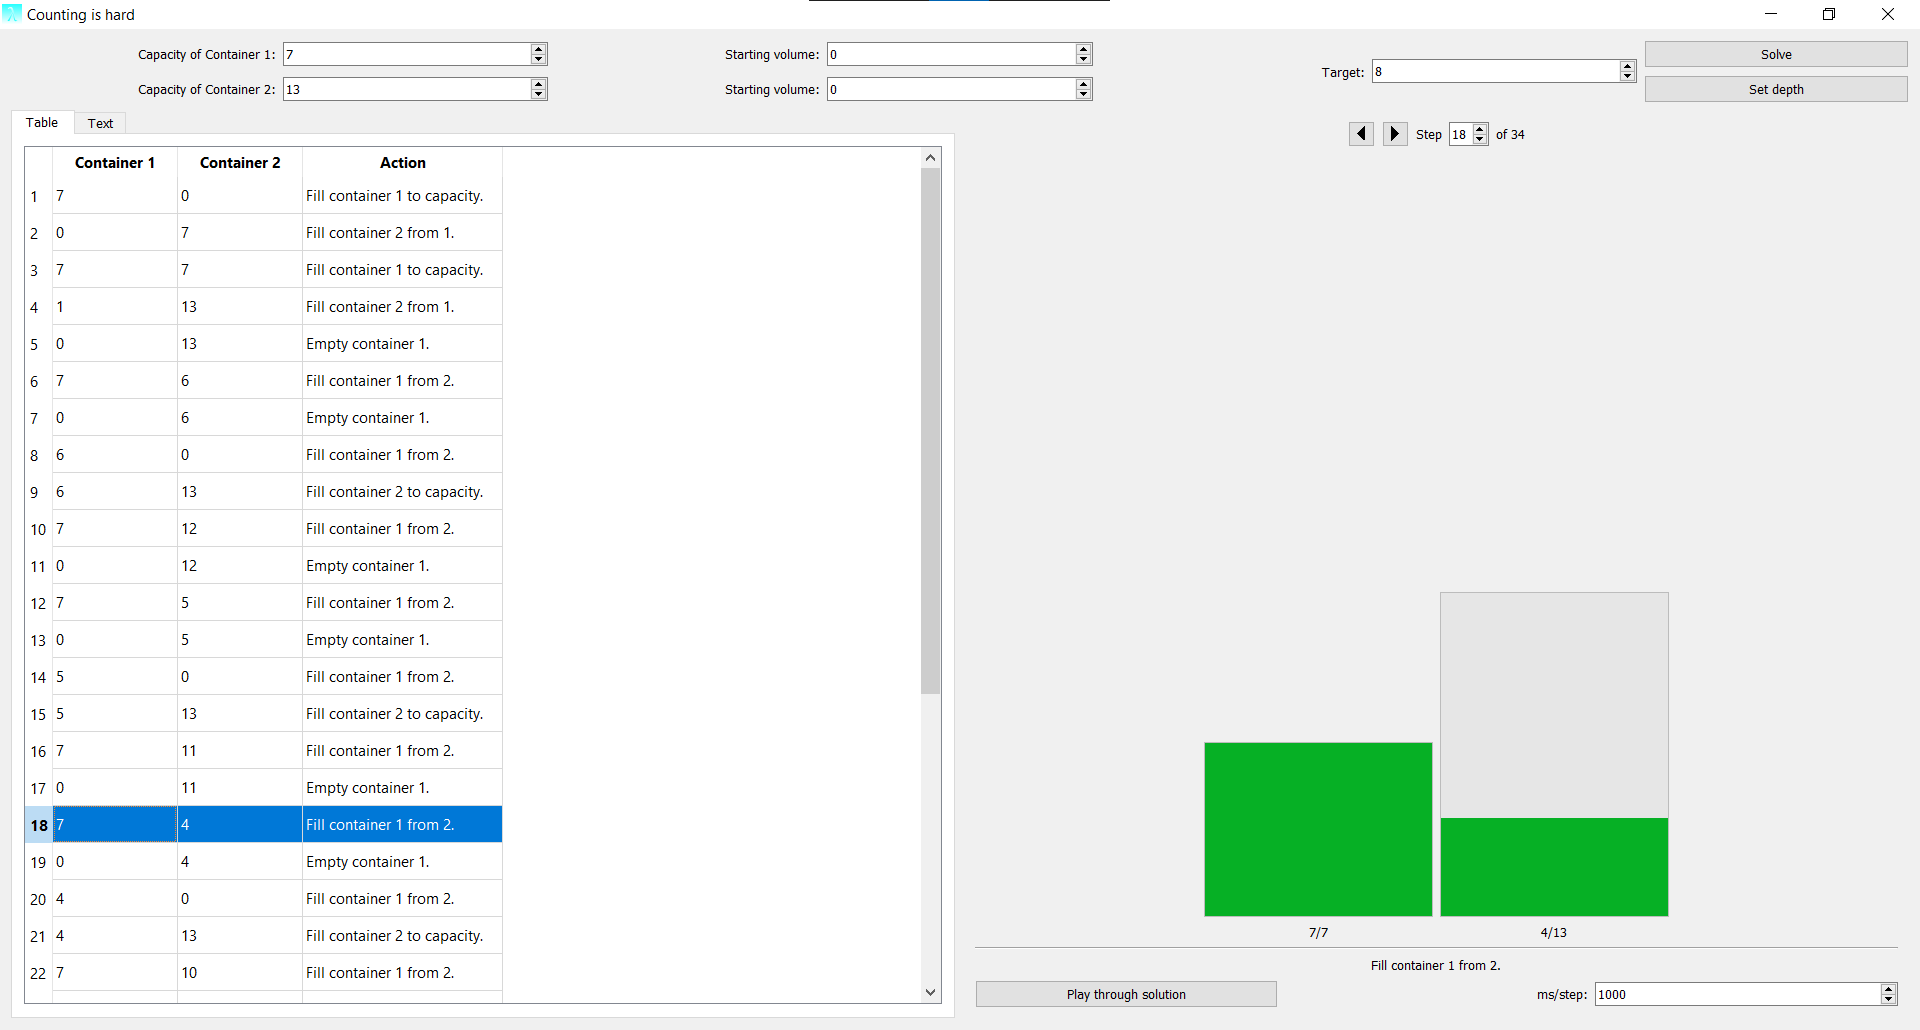 Counting is hard
Capacity of Container 1: 7 Starting volume: 0
Capacity of Container 2: 13 Starting volume: 0
Target: 8
Solve
Set depth
Table Text
Step 18 of 34
Container 1 Container 2 Action
1 7 0 Fill container 1 to capacity.
2 0 7 Fill container 2 from 1.
3 7 7 Fill container 1 to capacity.
4 1 13 Fill container 2 from 1.
5 0 13 Empty container 1.
6 7 6 Fill container 1 from 2.
7 0 6 Empty container 1.
8 6 0 Fill container 1 from 2.
9 6 13 Fill container 2 to capacity.
10 7 12 Fill container 1 from 2.
11 0 12 Empty container 1.
12 7 5 Fill container 1 from 2.
13 0 5 Empty container 1.
14 5 0 Fill container 1 from 2.
15 5 13 Fill container 2 to capacity.
16 7 11 Fill container 1 from 2.
17 0 11 Empty container 1.
18 7 4 Fill container 1 from 2.
19 0 4 Empty container 1.
20 4 0 Fill container 1 from 2.
21 4 13 Fill container 2 to capacity.
22 7 10 Fill container 1 from 2.
7/7 4/13
Fill container 1 from 2.
Play through solution
ms/step: 1000